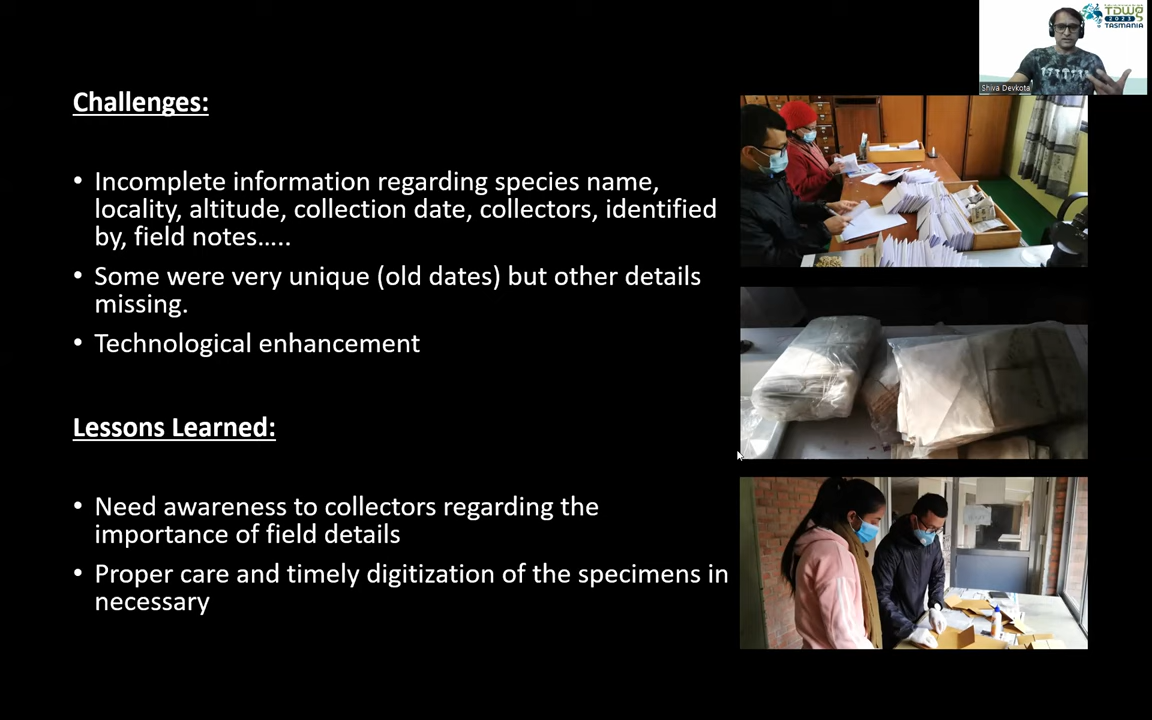 TDWG
2023
TASMANIA
Shiva Devkota
Challenges:
• Incomplete information regarding species name,
locality, altitude, collection date, collectors, identified
by, field notes…..
• Some were very unique (old dates) but other details
missing.
• Technological enhancement
Lessons Learned:
• Need awareness to collectors regarding the
importance of field details
• Proper care and timely digitization of the specimens in
necessary